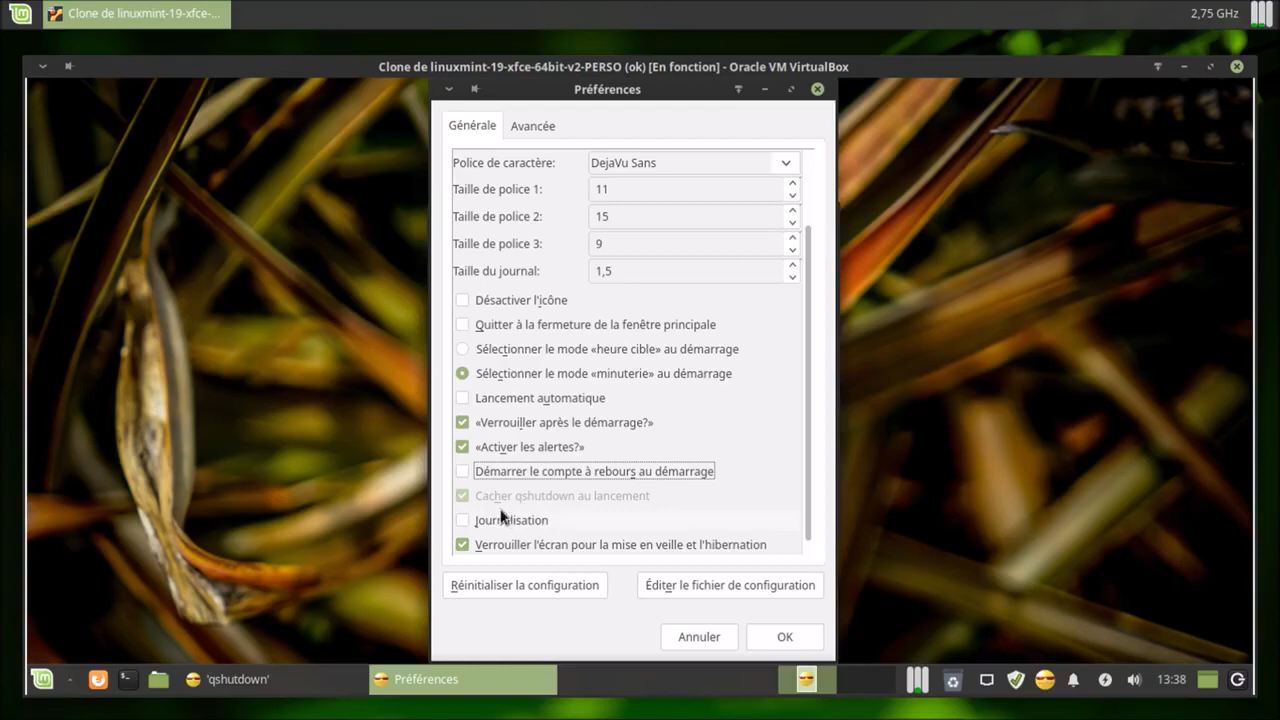 Clone de linuxmint-19-xfce-...
2,75 GHz
Clone de linuxmint-19-xfce-64bit-v2-PERSO (ok) [En fonction] - Oracle VM VirtualBox
Préférences
Générale
Avancée
Police de caractère:
DejaVu Sans
Taille de police 1:
11
Taille de police 2:
15
Taille de police 3:
9
Taille du journal:
1,5
Désactiver l'icône
Quitter à la fermeture de la fenêtre principale
Sélectionner le mode «heure cible» au démarrage
Sélectionner le mode «minuterie» au démarrage
Lancement automatique
«Verrouiller après le démarrage?»
«Activer les alertes?»
Démarrer le compte à rebours au démarrage
Cacher qshutdown au lancement
Journalisation
Verrouiller l'écran pour la mise en veille et l'hibernation
Réinitialiser la configuration
Éditer le fichier de configuration
Annuler
OK
'qshutdown'
Préférences
13:38